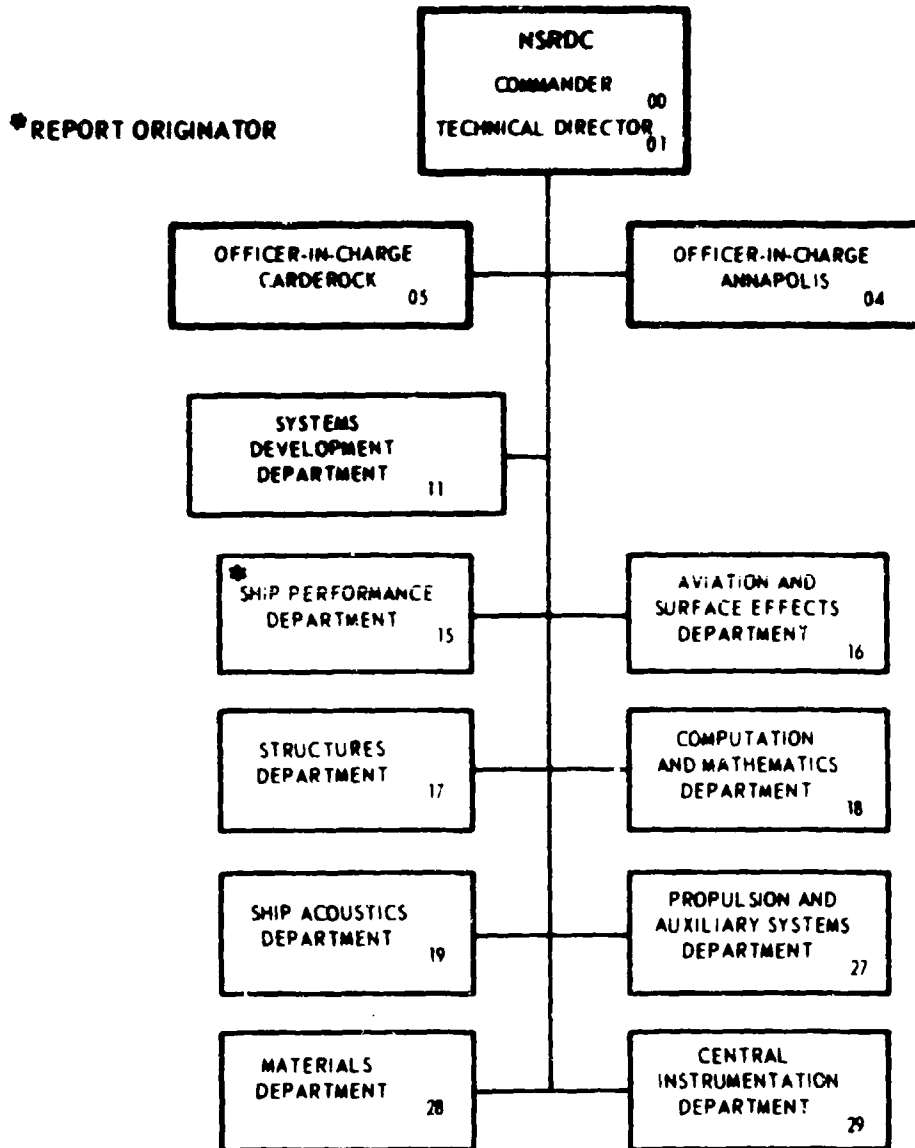 NSRDC
COMMANDER
00
TECHNICAL DIRECTOR
01
*REPORT ORIGINATOR
OFFICER-IN-CHARGE
CARDEROCK
05
OFFICER-IN-CHARGE
ANNAPOLIS
04
SYSTEMS
DEVELOPMENT
DEPARTMENT
11
*
SHIP PERFORMANCE
DEPARTMENT
15
AVIATION AND
SURFACE EFFECTS
DEPARTMENT
16
STRUCTURES
DEPARTMENT
17
COMPUTATION
AND MATHEMATICS
DEPARTMENT
18
SHIP ACOUSTICS
DEPARTMENT
19
PROPULSION AND
AUXILIARY SYSTEMS
DEPARTMENT
27
MATERIALS
DEPARTMENT
28
CENTRAL
INSTRUMENTATION
DEPARTMENT
29